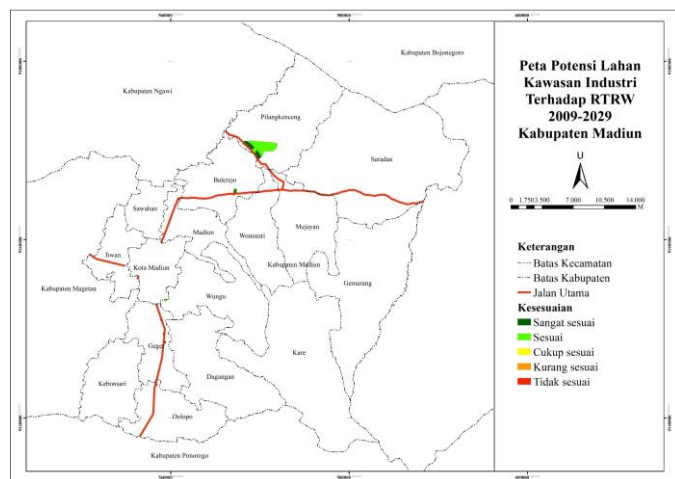 Peta Potensi Lahan
Kawasan Industri
Terhadap RTRW
2009-2029
Kabupaten Madiun
U
0 1.750 3.500 7.000 10.500 14.000
M
Keterangan
Batas Kecamatan
Batas Kabupaten
Jalan Utama
Kesesuaian
Sangat sesuai
Sesuai
Cukup sesuai
Kurang sesuai
Tidak sesuai
Kabupaten Bojonegoro
Kabupaten Ngawi
Pilangkenceng
Saradan
Balerejo
Sawahan
Madiun
Wonoasri
Mejayan
Jiwan
Kota Madiun
Kabupaten Madiun
Gemarang
Kabupaten Magetan
Wungu
Geger
Kare
Kebonsari
Dagangan
Dolopo
Kabupaten Ponorogo